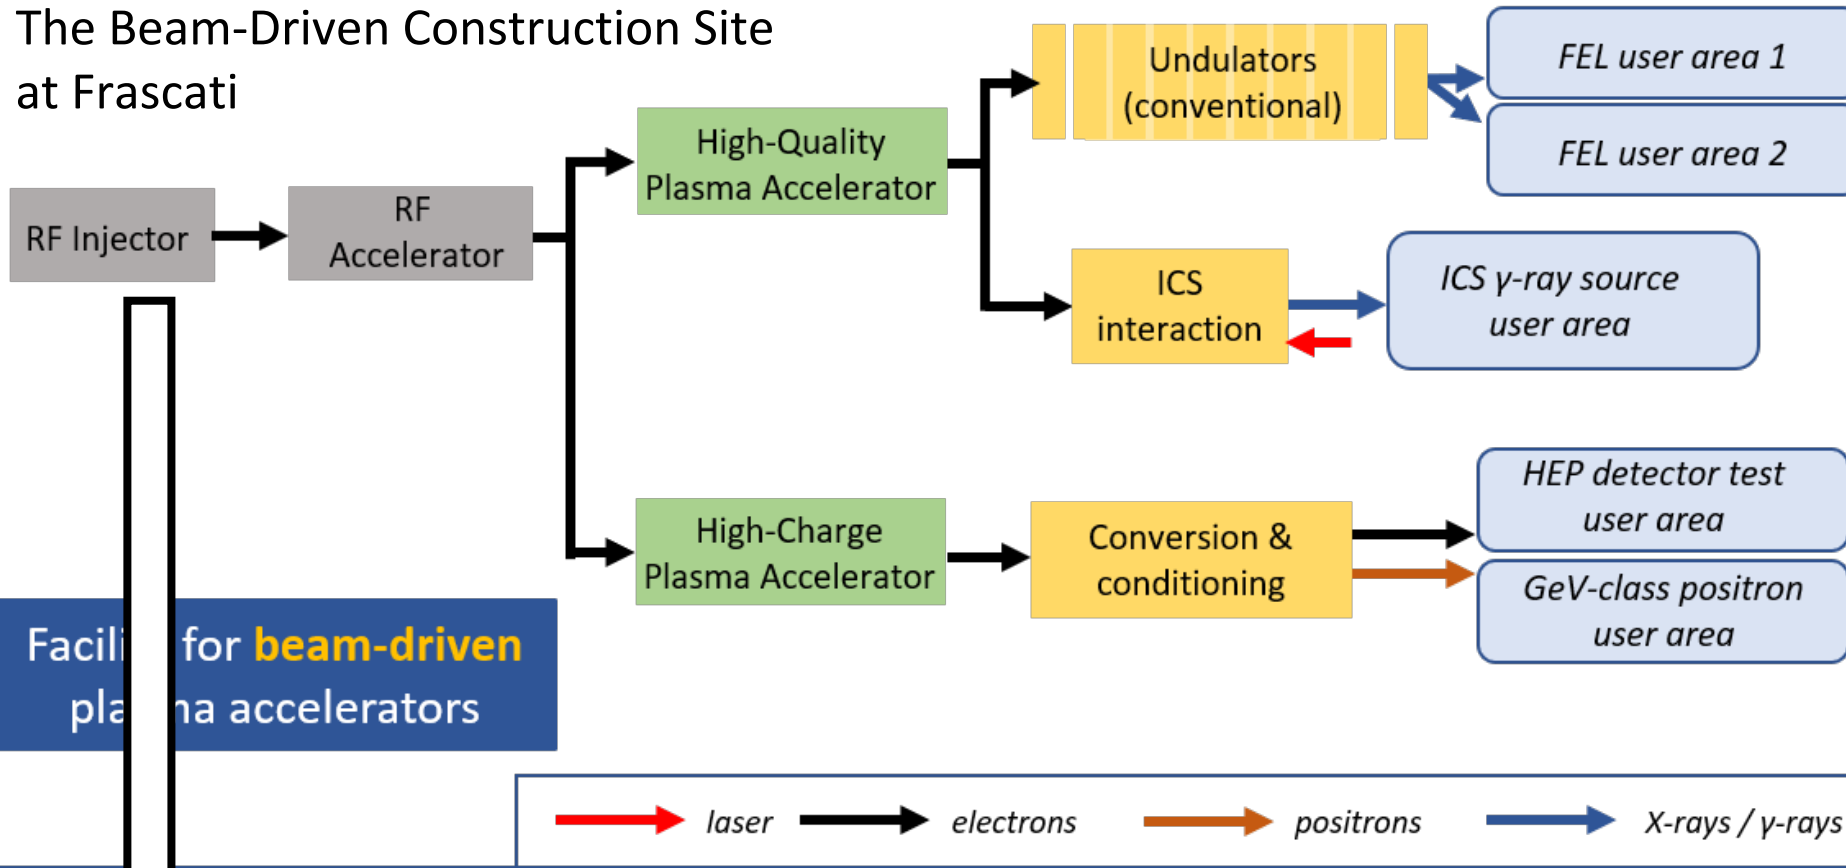 The Beam-Driven Construction Site
at Frascati
RF Injector
RF
Accelerator
High-Quality
Plasma Accelerator
Undulators
(conventional)
FEL user area 1
FEL user area 2
ICS
interaction
ICS γ-ray source
user area
High-Charge
Plasma Accelerator
Conversion &
conditioning
HEP detector test
user area
GeV-class positron
user area
for beam-driven
accelerators
laser
electrons
positrons
X-rays / γ-rays